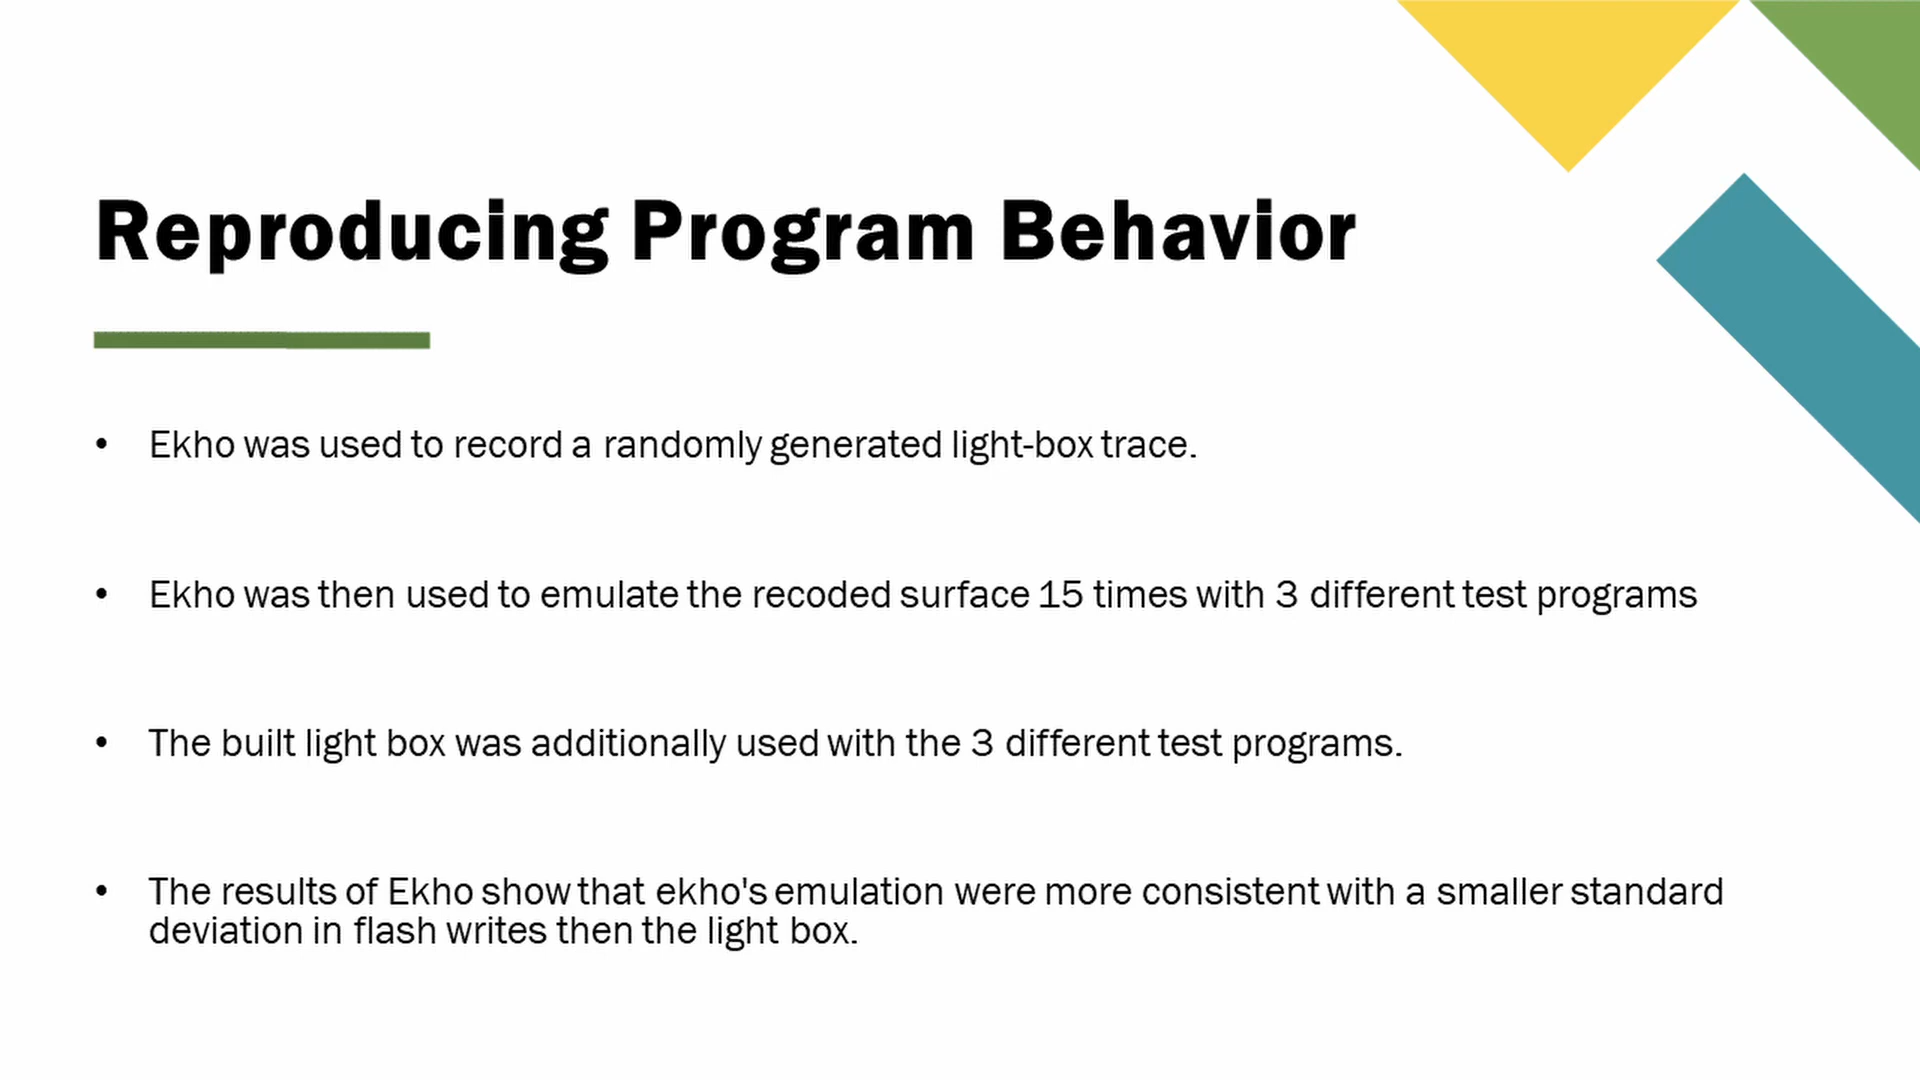 Reproducing Program Behavior
• Ekho was used to record a randomly generated light-box trace.
• Ekho was then used to emulate the recoded surface 15 times with 3 different test programs
• The built light box was additionally used with the 3 different test programs.
• The results of Ekho show that ekho's emulation were more consistent with a smaller standard
deviation in flash writes then the light box.